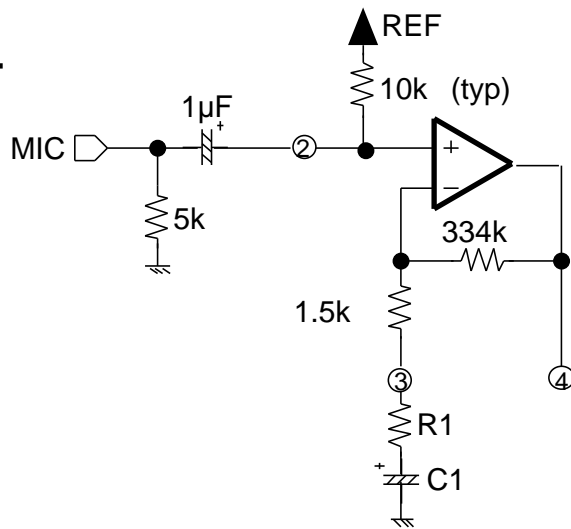 REF
10k (typ)
1µF
+
MIC
2
+
−
5k
334k
1.5k
3
4
R1
+
C1